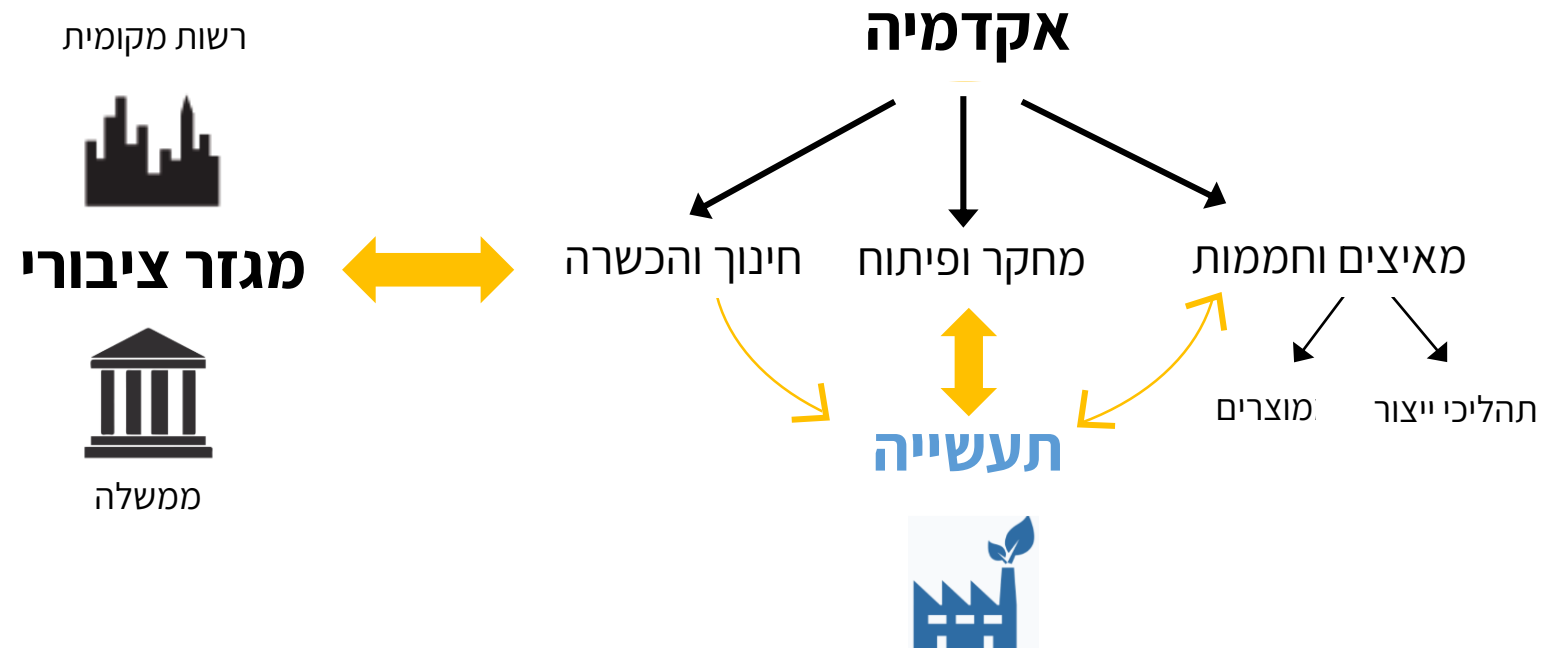 אקדמיה
רשות מקומית
מאיצים וחממות
מחקר ופיתוח
חינוך והכשרה
מגזר ציבורי
תהליכי ייצור
מוצרים
תעשייה
ממשלה